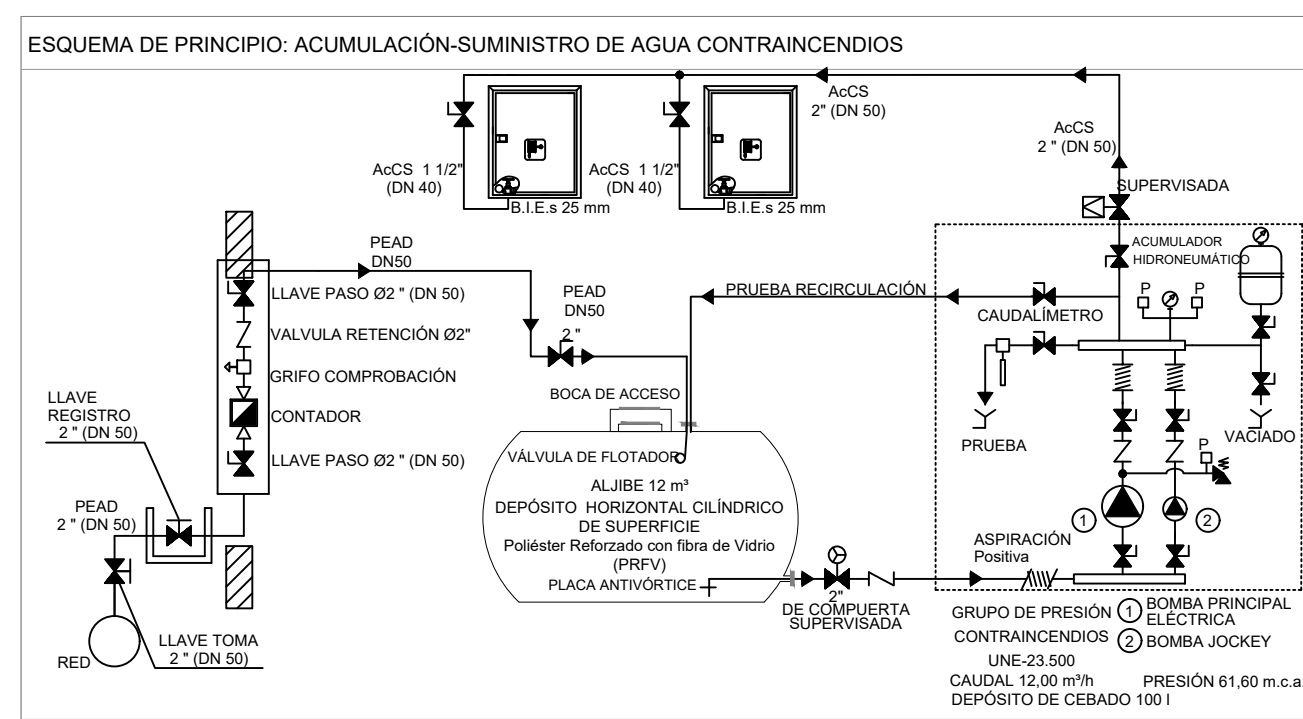 ESQUEMA DE PRINCIPIO: ACUMULACIÓN-SUMINISTRO DE AGUA CONTRAINCENDIOS
AcCS
2" (DN 50)
AcCS
2 " (DN 50)
AcCS 1 1/2"
(DN 40)
B.I.E.s 25 mm
AcCS 1 1/2"
(DN 40)
B.I.E.s 25 mm
SUPERVISADA
ACUMULADOR
HIDRONEUMÁTICO
PEAD
DN50
LLAVE PASO Ø2 " (DN 50)
VALVULA RETENCIÓN Ø2"
GRIFO COMPROBACIÓN
CONTADOR
LLAVE PASO Ø2 " (DN 50)
PEAD
DN50
2 "
PRUEBA RECIRCULACIÓN
CAUDALÍMETRO
P
P
PRUEBA
VACIADO
P
LLAVE
REGISTRO
2 " (DN 50)
PEAD
2 " (DN 50)
RED
LLAVE TOMA
2 " (DN 50)
BOCA DE ACCESO
VÁLVULA DE FLOTADOR
ALJIBE 12 m³
DEPÓSITO HORIZONTAL CILÍNDRICO
DE SUPERFICIE
Poliéster Reforzado con fibra de Vidrio
(PRFV)
PLACA ANTIVÓRTICE
2"
DE COMPUERTA
SUPERVISADA
ASPIRACIÓN
Positiva
1
2
GRUPO DE PRESIÓN
CONTRAINCENDIOS
UNE-23.500
1 BOMBA PRINCIPAL
ELÉCTRICA
2 BOMBA JOCKEY
CAUDAL 12,00 m³/h PRESIÓN 61,60 m.c.a.
DEPÓSITO DE CEBADO 100 l